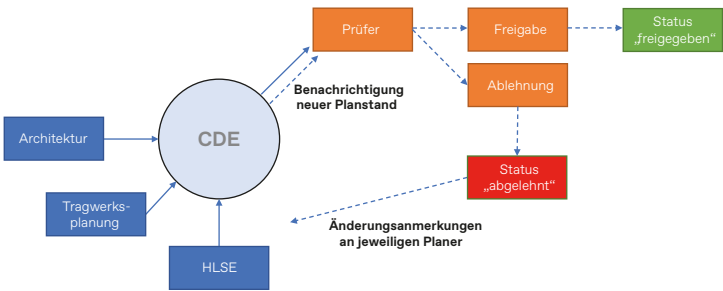 Prüfer
Freigabe
Status
„freigegeben“
Ablehnung
Benachrichtigung
neuer Planstand
Architektur
CDE
Status
„abgelehnt“
Tragwerks-
planung
Änderungsanmerkungen
an jeweiligen Planer
HLSE